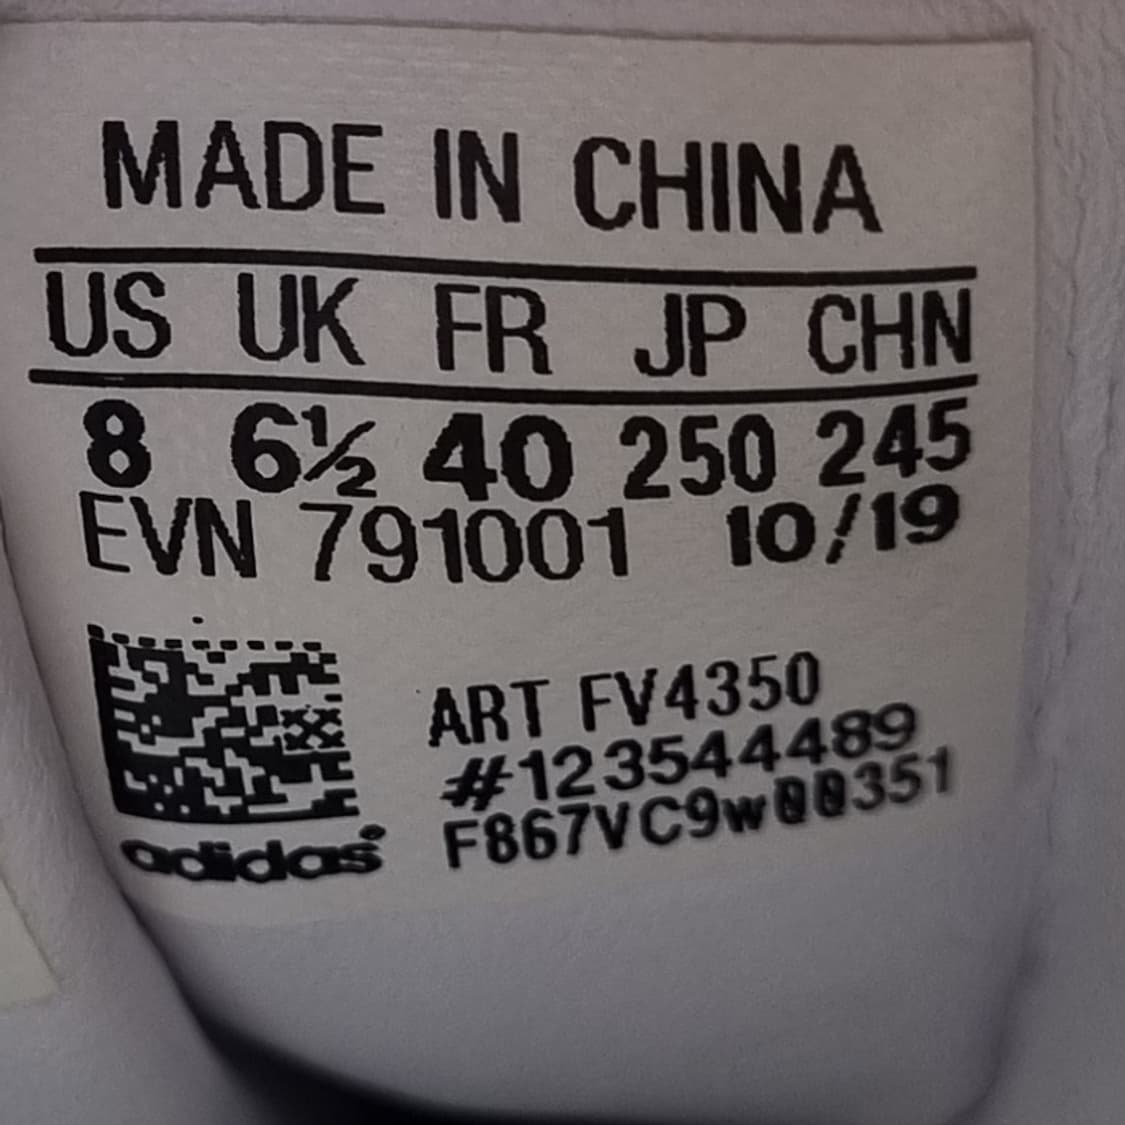 MADE IN CHINA
US UK FR JP CHN
8 6½ 40 250 245
EVN 791001 10/19
ART FV4350
#123544489
F867VC9w00351
adidas